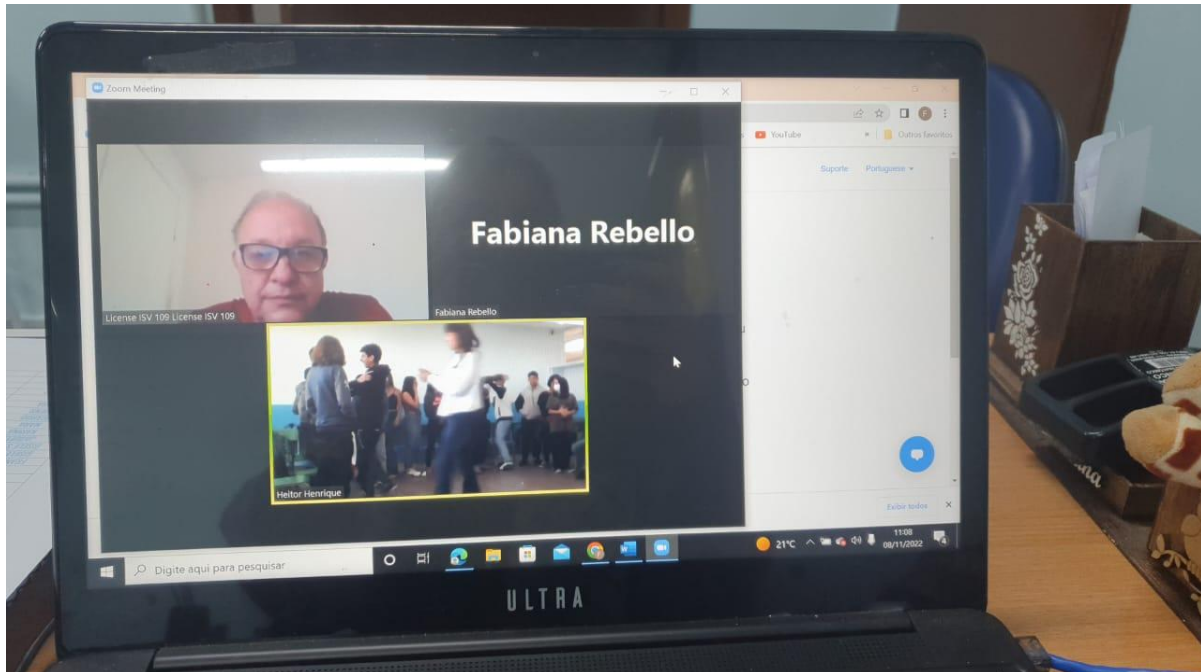 Zoom Meeting
YouTube
Outros favoritos
Suporte Portuguese
License ISV 109 License ISV 109
Fabiana Rebello
Fabiana Rebello
Heitor Henrique
Exibir todos
Digite aqui para pesquisar
21°C
11:08
08/11/2022
ULTRA